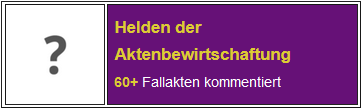 ?
Helden der
Aktenbewirtschaftung
60+ Fallakten kommentiert